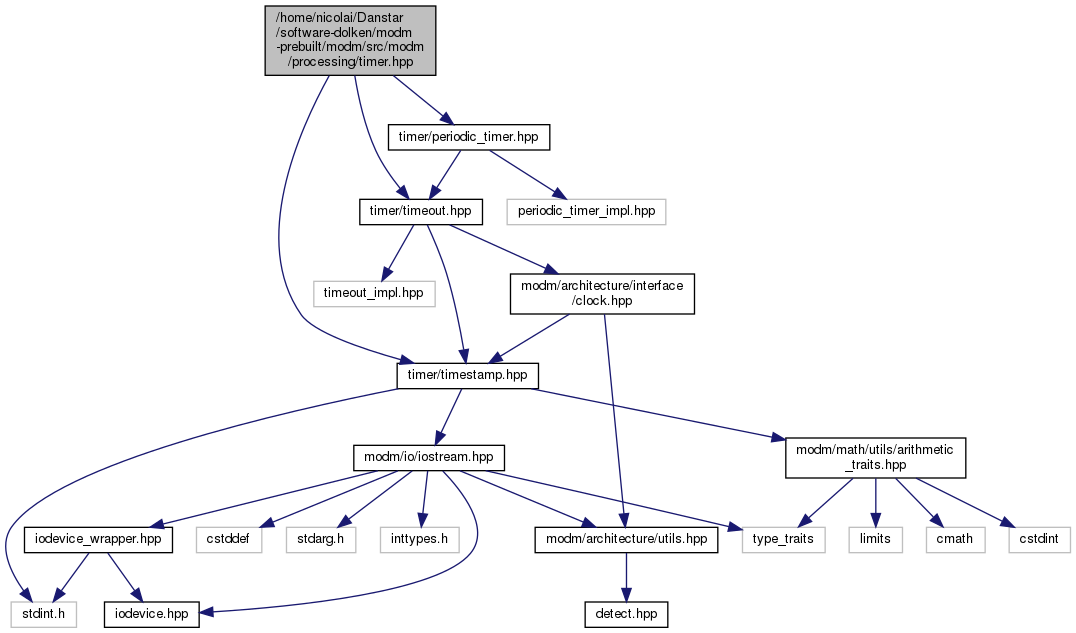 /home/nicolai/Danstar
/software-dolken/modm
-prebuilt/modm/src/modm
/processing/timer.hpp
timer/periodic_timer.hpp
timer/timeout.hpp
periodic_timer_impl.hpp
timeout_impl.hpp
modm/architecture/interface
/clock.hpp
timer/timestamp.hpp
modm/io/iostream.hpp
modm/math/utils/arithmetic
_traits.hpp
iodevice_wrapper.hpp
cstddef
stdarg.h
inttypes.h
modm/architecture/utils.hpp
type_traits
limits
cmath
cstdint
stdint.h
iodevice.hpp
detect.hpp